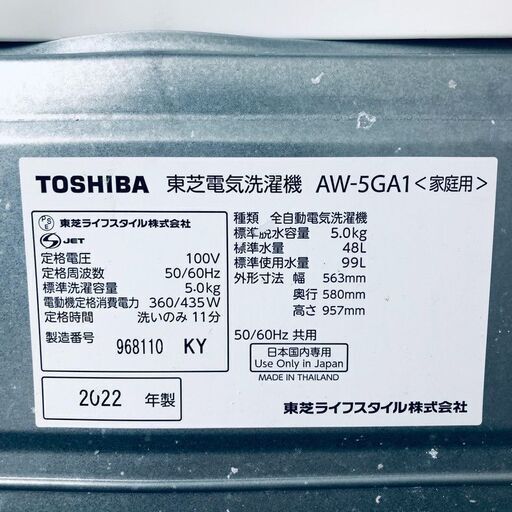 TOSHIBA 東芝電気洗濯機 AW-5GA1<家庭用>
PSE 東芝ライフスタイル株式会社
S JET
定格電圧 100V
定格周波数 50/60Hz
標準洗濯容量 5.0kg
電動機定格消費電力 360/435W
定格時間 洗いのみ 11分
製造番号 968110 KY
2022 年製
種類 全自動電気洗濯機
標準脱水容量 5.0kg
標準水量 48L
標準使用水量 99L
外形寸法 幅 563mm
奥行 580mm
高さ 957mm
50/60Hz 共用
日本国内専用
Use Only in Japan
MADE IN THAILAND
東芝ライフスタイル株式会社